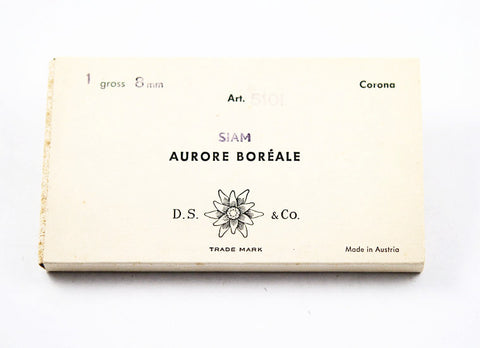 1 gross 8 mm
Corona
Art. 5101
SIAM
AURORE BORÉALE
D.S. & Co.
TRADE MARK
Made in Austria